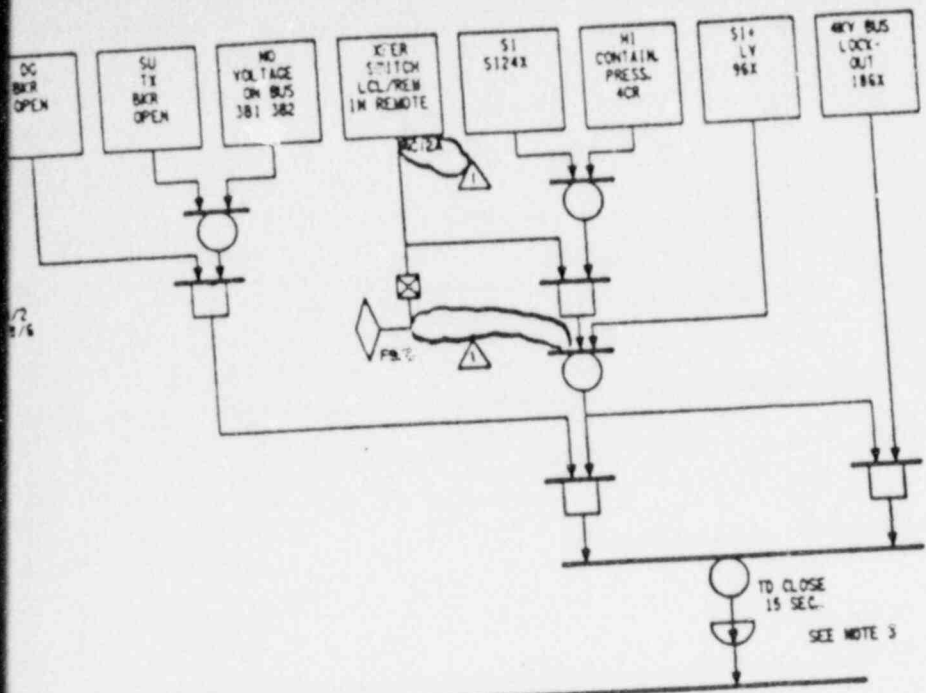 DG
BKR
OPEN
SU
TX
BKR
OPEN
NO
VOLTAGE
ON BUS
3B1 3B2
SWITCH
LCL/REM
IN REMOTE
SI
S124X
HI
CONTAIN.
PRESS.
4CR
SI+
LV
96X
4KV BUS
LOCK-
OUT
186X
1
1
TD CLOSE
15 SEC.
SEE NOTE 3